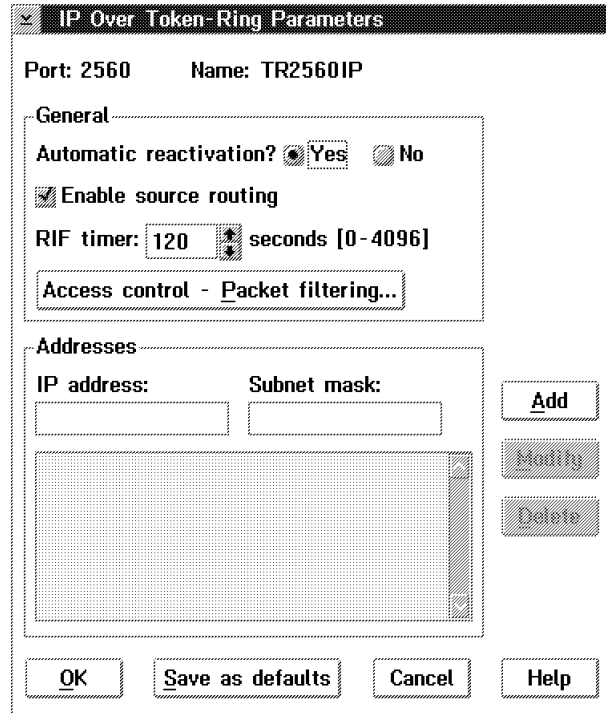 IP Over Token-Ring Parameters
Port: 2560 Name: TR2560IP
General
Automatic reactivation? Yes No
Enable source routing
RIF timer: 120 seconds [0-4096]
Access control - Packet filtering...
Addresses
IP address: Subnet mask:
Add
Modify
Delete
OK Save as defaults Cancel Help